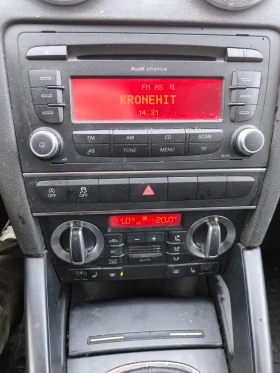 Audi chorus
FM AS
KRONEHIT
14:31
FM AM CD SCAN
AS TONE MENU TP
OFF OFF
21.0 20.0
AUTO